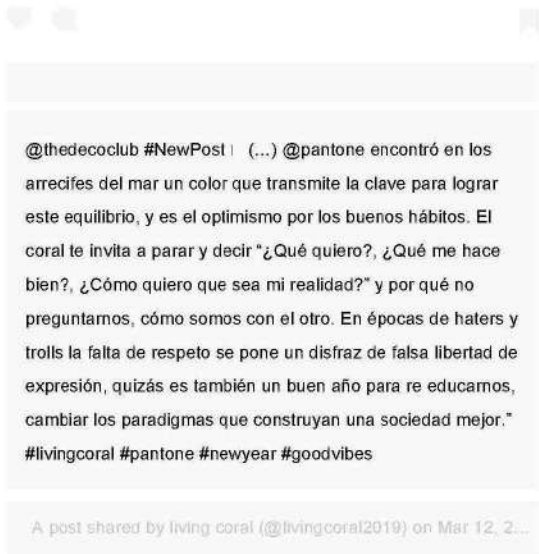 @thedecoclub #NewPost (...) @pantone encontró en los
arrecifes del mar un color que transmite la clave para lograr
este equilibrio, y es el optimismo por los buenos hábitos. El
coral te invita a parar y decir “¿Qué quiero?, ¿Qué me hace
bien?, ¿Cómo quiero que sea mi realidad?” y por qué no
preguntarnos, cómo somos con el otro. En épocas de haters y
trolls la falta de respeto se pone un disfraz de falsa libertad de
expresión, quizás es también un buen año para re educarnos,
cambiar los paradigmas que construyan una sociedad mejor.”
#livingcoral #pantone #newyear #goodvibes
A post shared by living coral (@livingcoral2019) on Mar 12, 2...